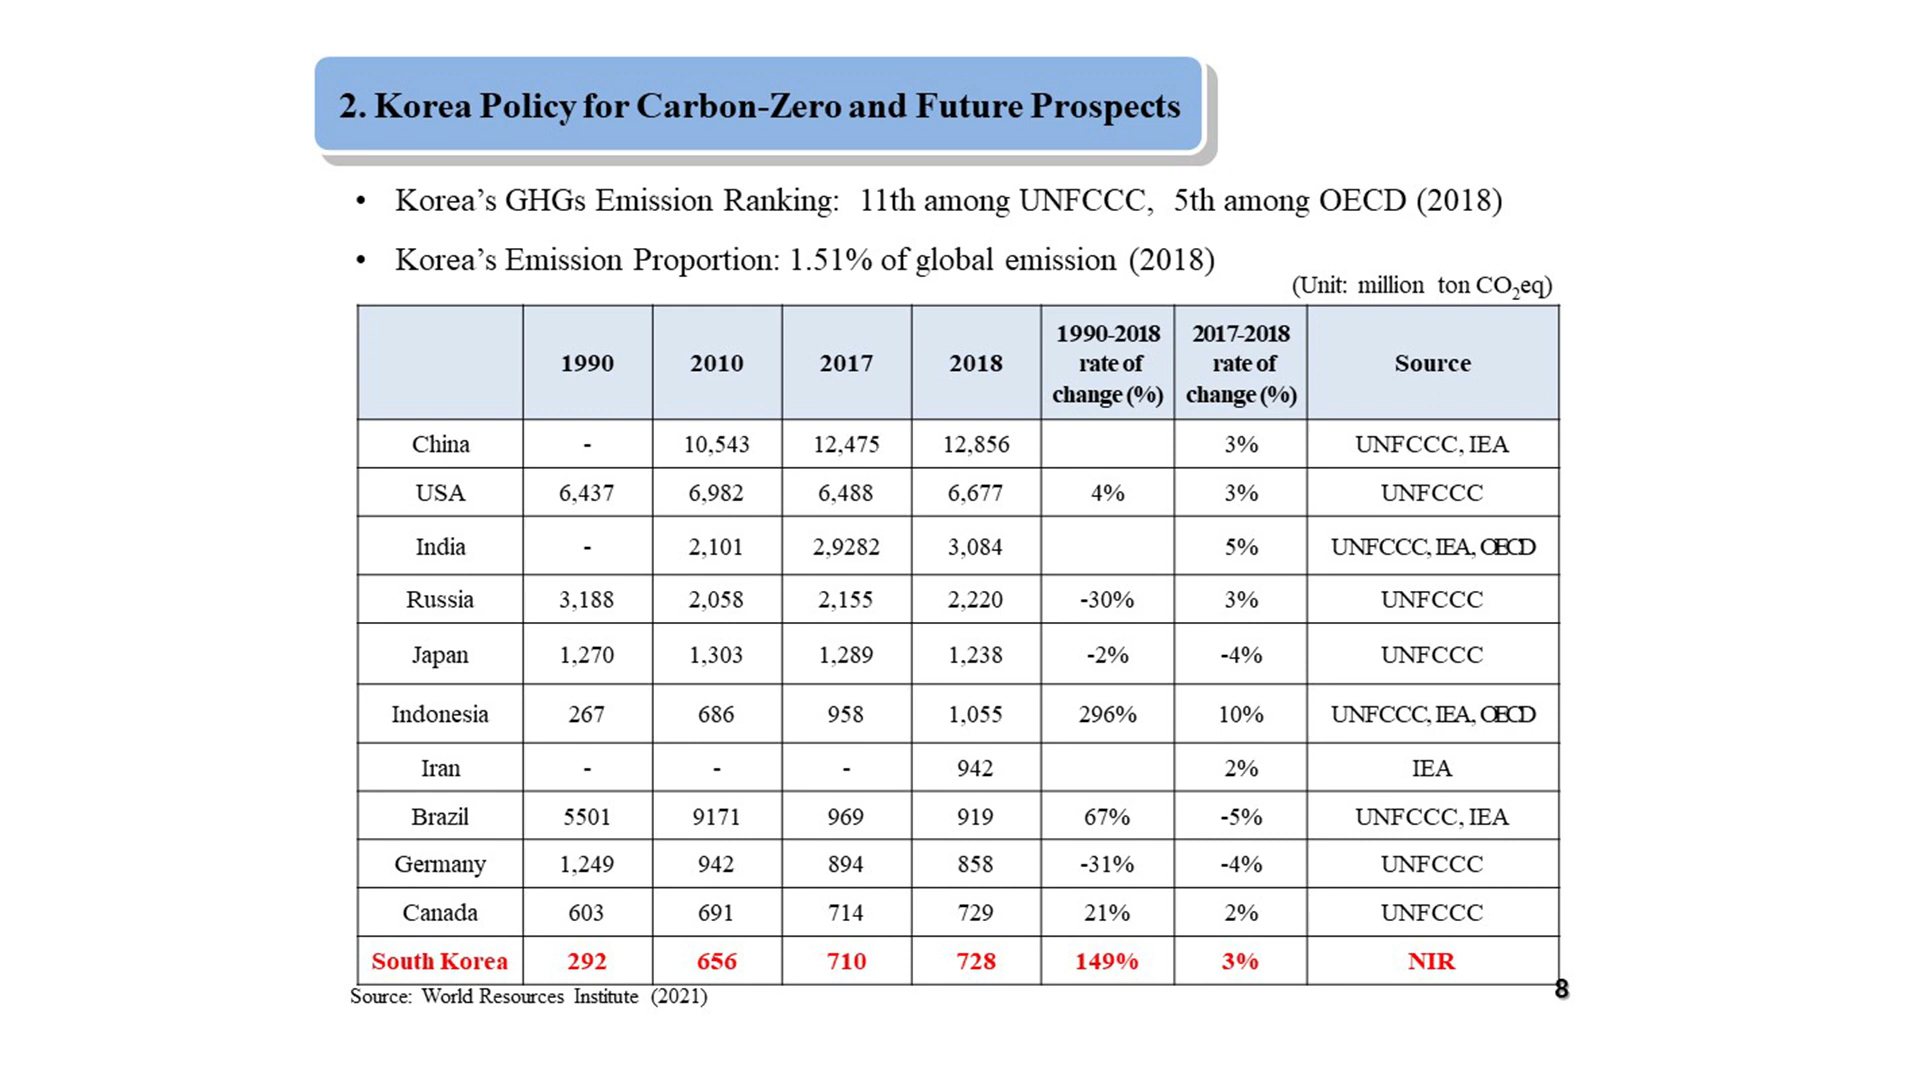 2. Korea Policy for Carbon-Zero and Future Prospects
• Korea’s GHGs Emission Ranking: 11th among UNFCCC, 5th among OECD (2018)
• Korea’s Emission Proportion: 1.51% of global emission (2018)
(Unit: million ton CO₂eq)
1990 2010 2017 2018 1990-2018 rate of change (%) 2017-2018 rate of change (%) Source
China - 10,543 12,475 12,856 3% UNFCCC, IEA
USA 6,437 6,982 6,488 6,677 4% 3% UNFCCC
India - 2,101 2,9282 3,084 5% UNFCCC, IEA, OECD
Russia 3,188 2,058 2,155 2,220 -30% 3% UNFCCC
Japan 1,270 1,303 1,289 1,238 -2% -4% UNFCCC
Indonesia 267 686 958 1,055 296% 10% UNFCCC, IEA, OECD
Iran - - - 942 2% IEA
Brazil 5501 9171 969 919 67% -5% UNFCCC, IEA
Germany 1,249 942 894 858 -31% -4% UNFCCC
Canada 603 691 714 729 21% 2% UNFCCC
South Korea 292 656 710 728 149% 3% NIR
Source: World Resources Institute (2021)
8